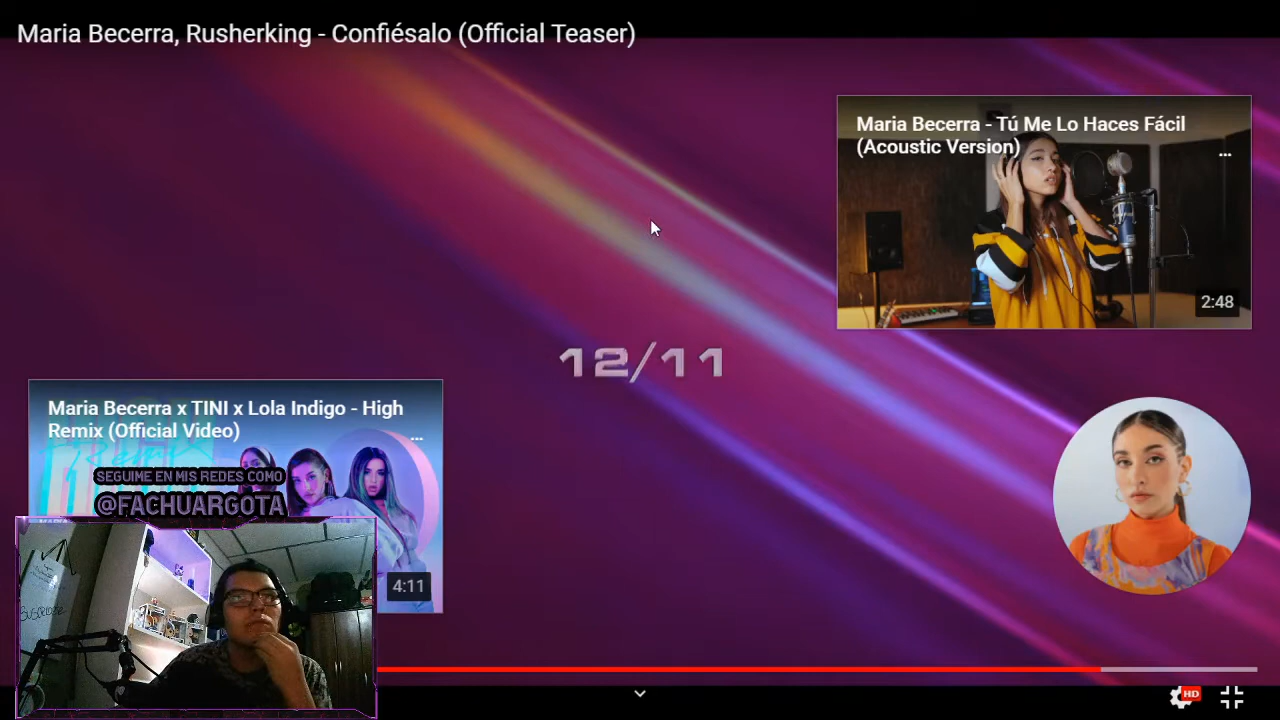 Maria Becerra, Rusherking - Confiésalo (Official Teaser)
Maria Becerra - Tú Me Lo Haces Fácil
(Acoustic Version)
2:48
12/11
Maria Becerra x TINI x Lola Indigo - High
Remix (Official Video)
SEGUIME EN MIS REDES COMO
@FACHUARGOTA
4:11
HD